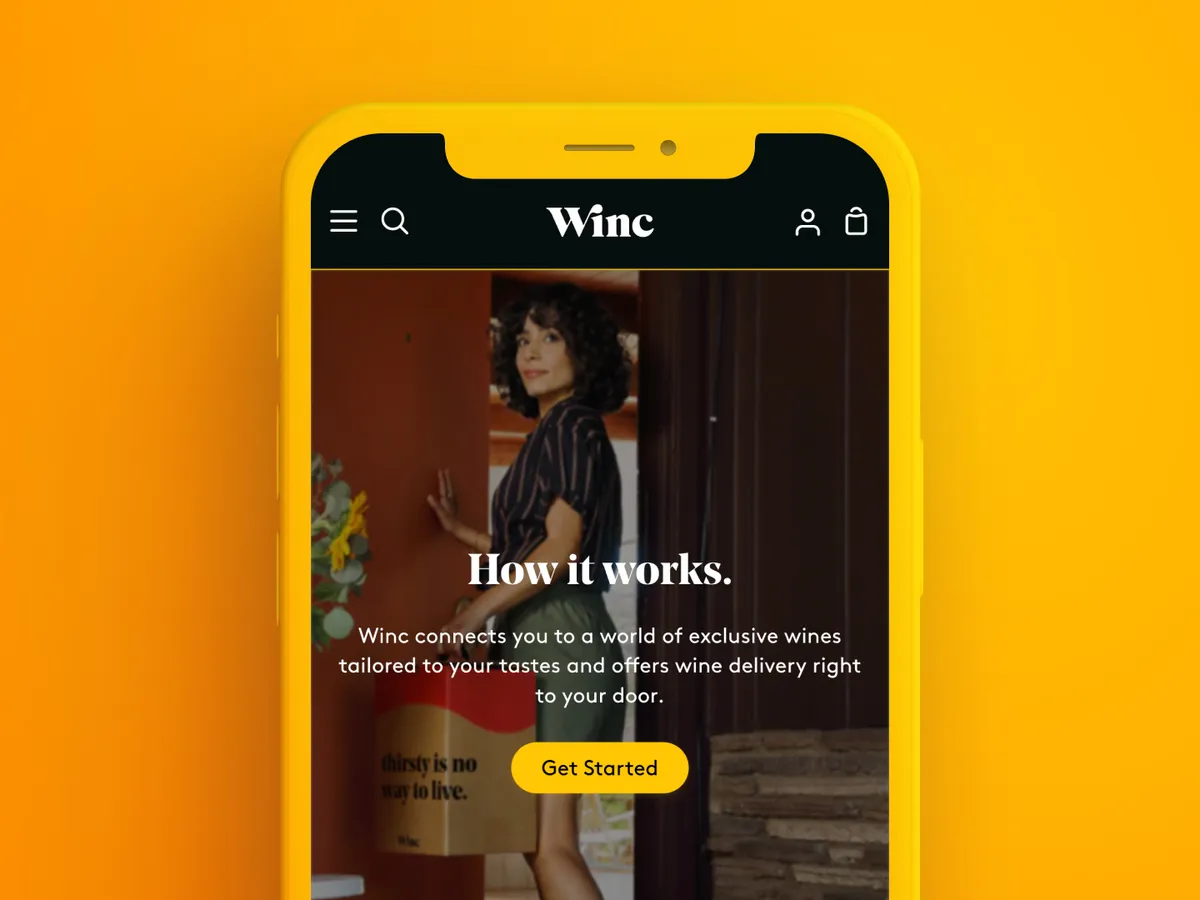 Winc
How it works.
Winc connects you to a world of exclusive wines
tailored to your tastes and offers wine delivery right
to your door.
Get Started
thirsty is no
way to live.
Winc